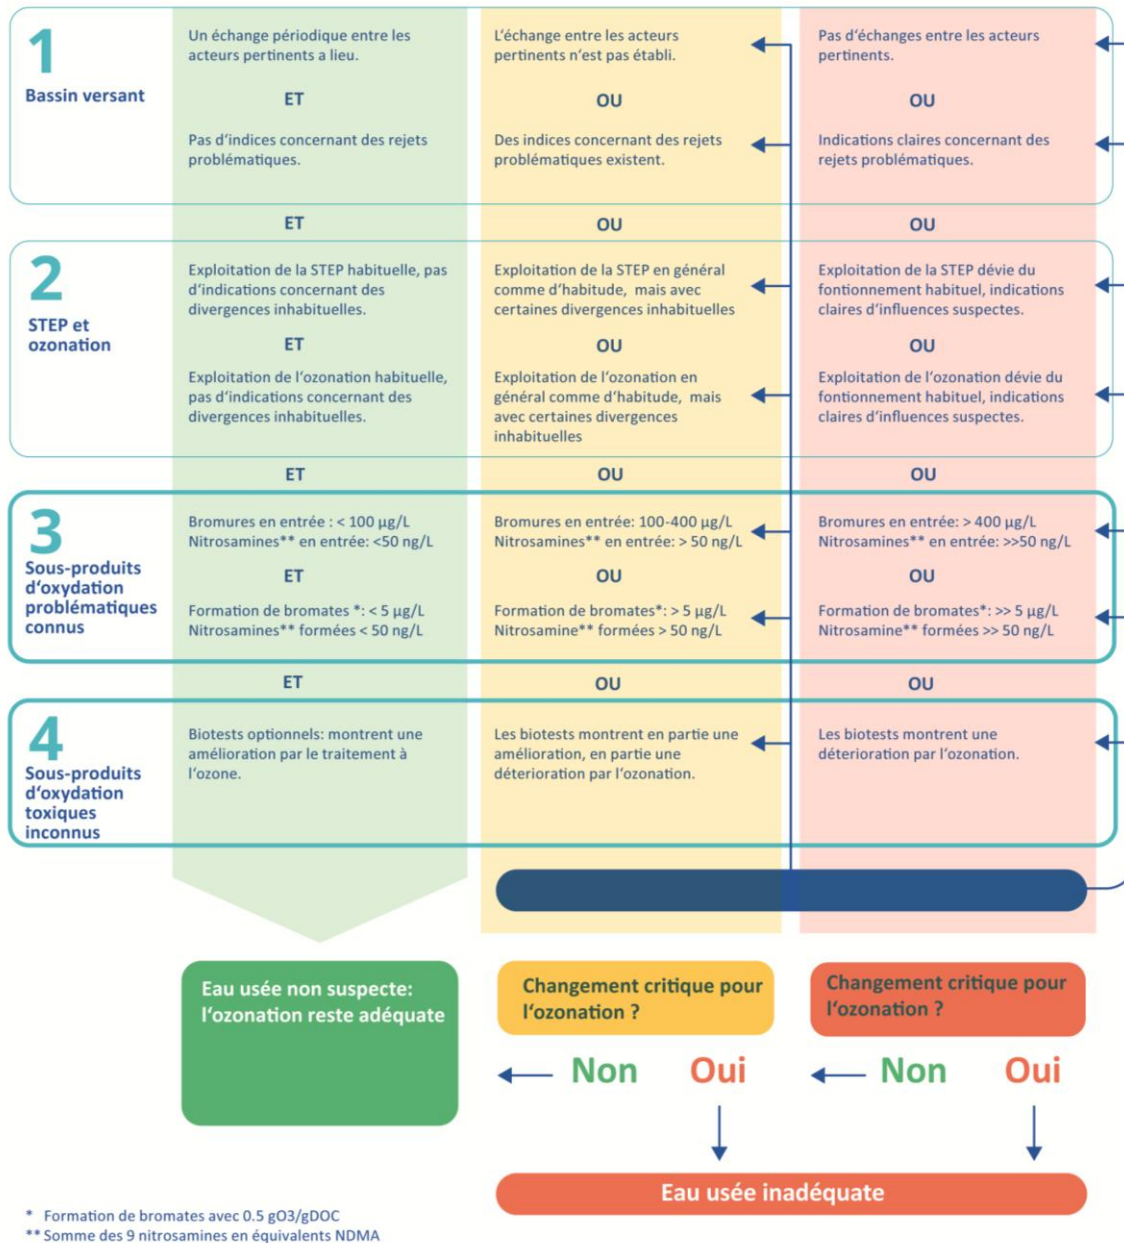 1
Bassin versant
Un échange périodique entre les
acteurs pertinents a lieu.
ET
Pas d'indices concernant des rejets
problématiques.
L'échange entre les acteurs
pertinents n'est pas établi.
OU
Des indices concernant des rejets
problématiques existent.
Pas d'échanges entre les acteurs
pertinents.
OU
Indications claires concernant des
rejets problématiques.
ET
OU
OU
2
STEP et
ozonation
Exploitation de la STEP habituelle, pas
d'indications concernant des
divergences inhabituelles.
ET
Exploitation de l'ozonation habituelle,
pas d'indications concernant des
divergences inhabituelles.
Exploitation de la STEP en général
comme d'habitude, mais avec
certaines divergences inhabituelles
OU
Exploitation de l'ozonation en
général comme d'habitude, mais
avec certaines divergences
inhabituelles
Exploitation de la STEP dévie du
fontionnement habituel, indications
claires d'influences suspectes.
OU
Exploitation de l'ozonation dévie du
fontionnement habituel, indications
claires d'influences suspectes.
ET
OU
OU
3
Sous-produits
d'oxydation
problématiques
connus
Bromures en entrée : < 100 µg/L
Nitrosamines** en entrée: <50 ng/L
ET
Formation de bromates *: < 5 µg/L
Nitrosamines** formées < 50 ng/L
Bromures en entrée: 100-400 µg/L
Nitrosamines** en entrée: > 50 ng/L
OU
Formation de bromates*: > 5 µg/L
Nitrosamine** formées > 50 ng/L
Bromures en entrée: > 400 µg/L
Nitrosamines** en entrée: >>50 ng/L
OU
Formation de bromates*: >> 5 µg/L
Nitrosamine** formées >> 50 ng/L
ET
OU
OU
4
Sous-produits
d'oxydation
toxiques
inconnus
Biotests optionnels: montrent une
amélioration par le traitement à
l'ozone.
Les biotests montrent en partie une
amélioration, en partie une
déterioration par l'ozonation.
Les biotests montrent une
déterioration par l'ozonation.
Eau usée non suspecte:
l'ozonation reste adéquate
Changement critique pour
l'ozonation ?
Changement critique pour
l'ozonation ?
Non Oui
Non Oui
Eau usée inadéquate
* Formation de bromates avec 0.5 gO3/gDOC
** Somme des 9 nitrosamines en équivalents NDMA